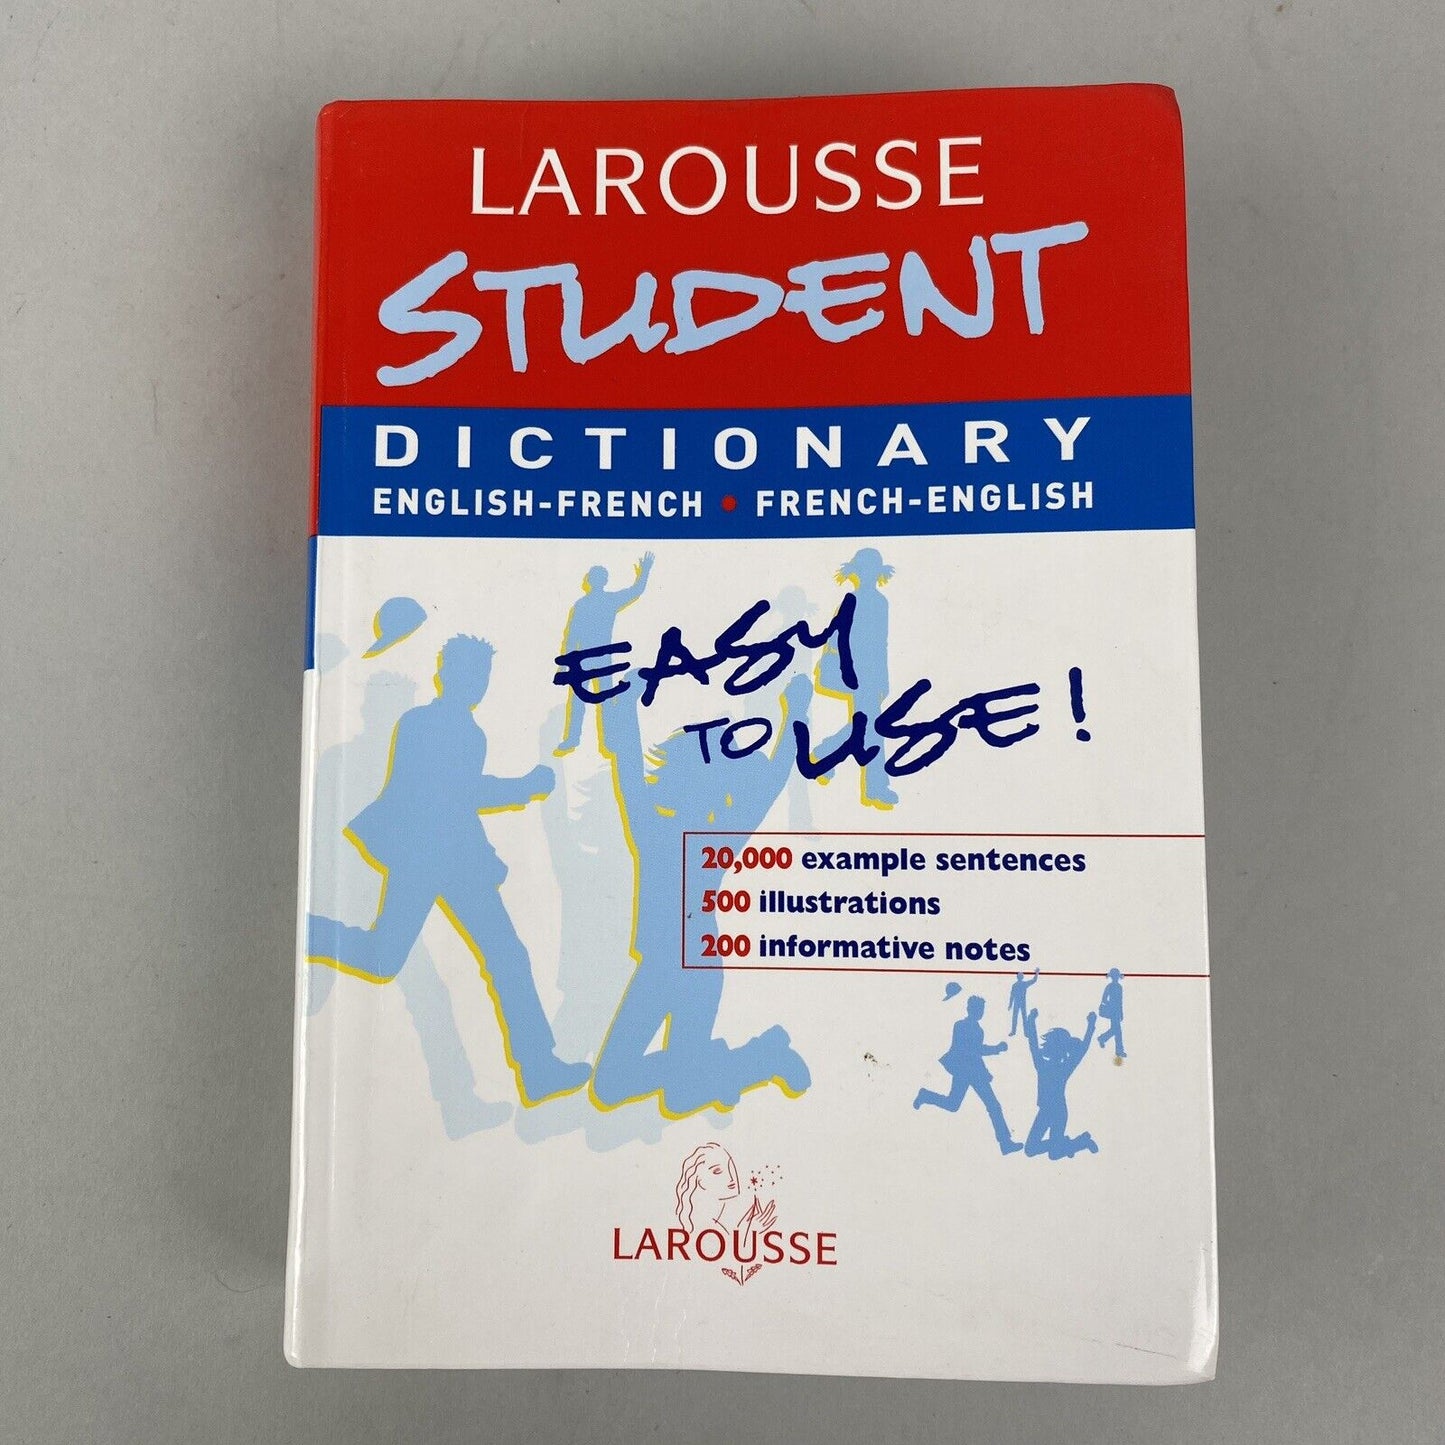 LAROUSSE
STUDENT
DICTIONARY
ENGLISH-FRENCH • FRENCH-ENGLISH
EASY
TO USE!
20,000 example sentences
500 illustrations
200 informative notes
LAROUSSE